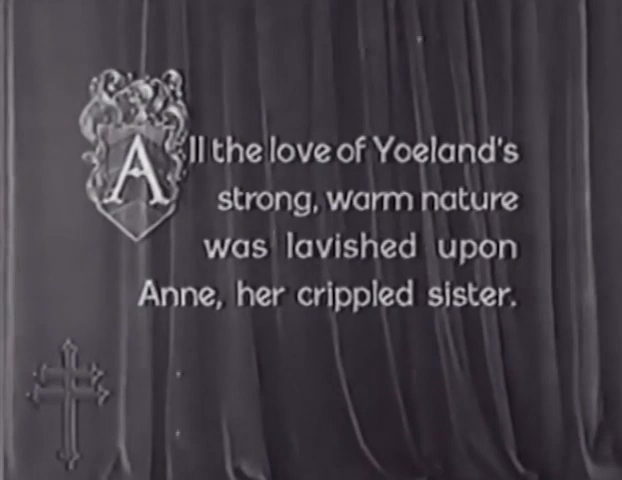 All the love of Yoeland's
strong, warm nature
was lavished upon
Anne, her crippled sister.